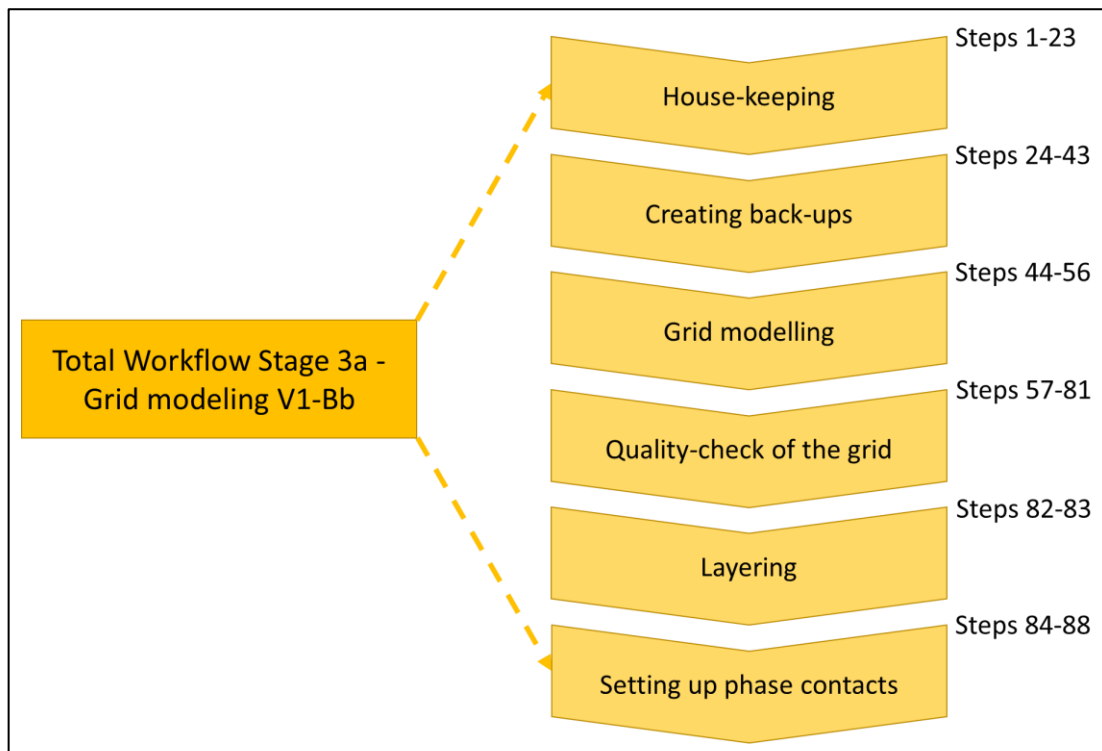 Steps 1-23
House-keeping
Steps 24-43
Creating back-ups
Steps 44-56
Grid modelling
Total Workflow Stage 3a -
Grid modeling V1-Bb
Steps 57-81
Quality-check of the grid
Steps 82-83
Layering
Steps 84-88
Setting up phase contacts